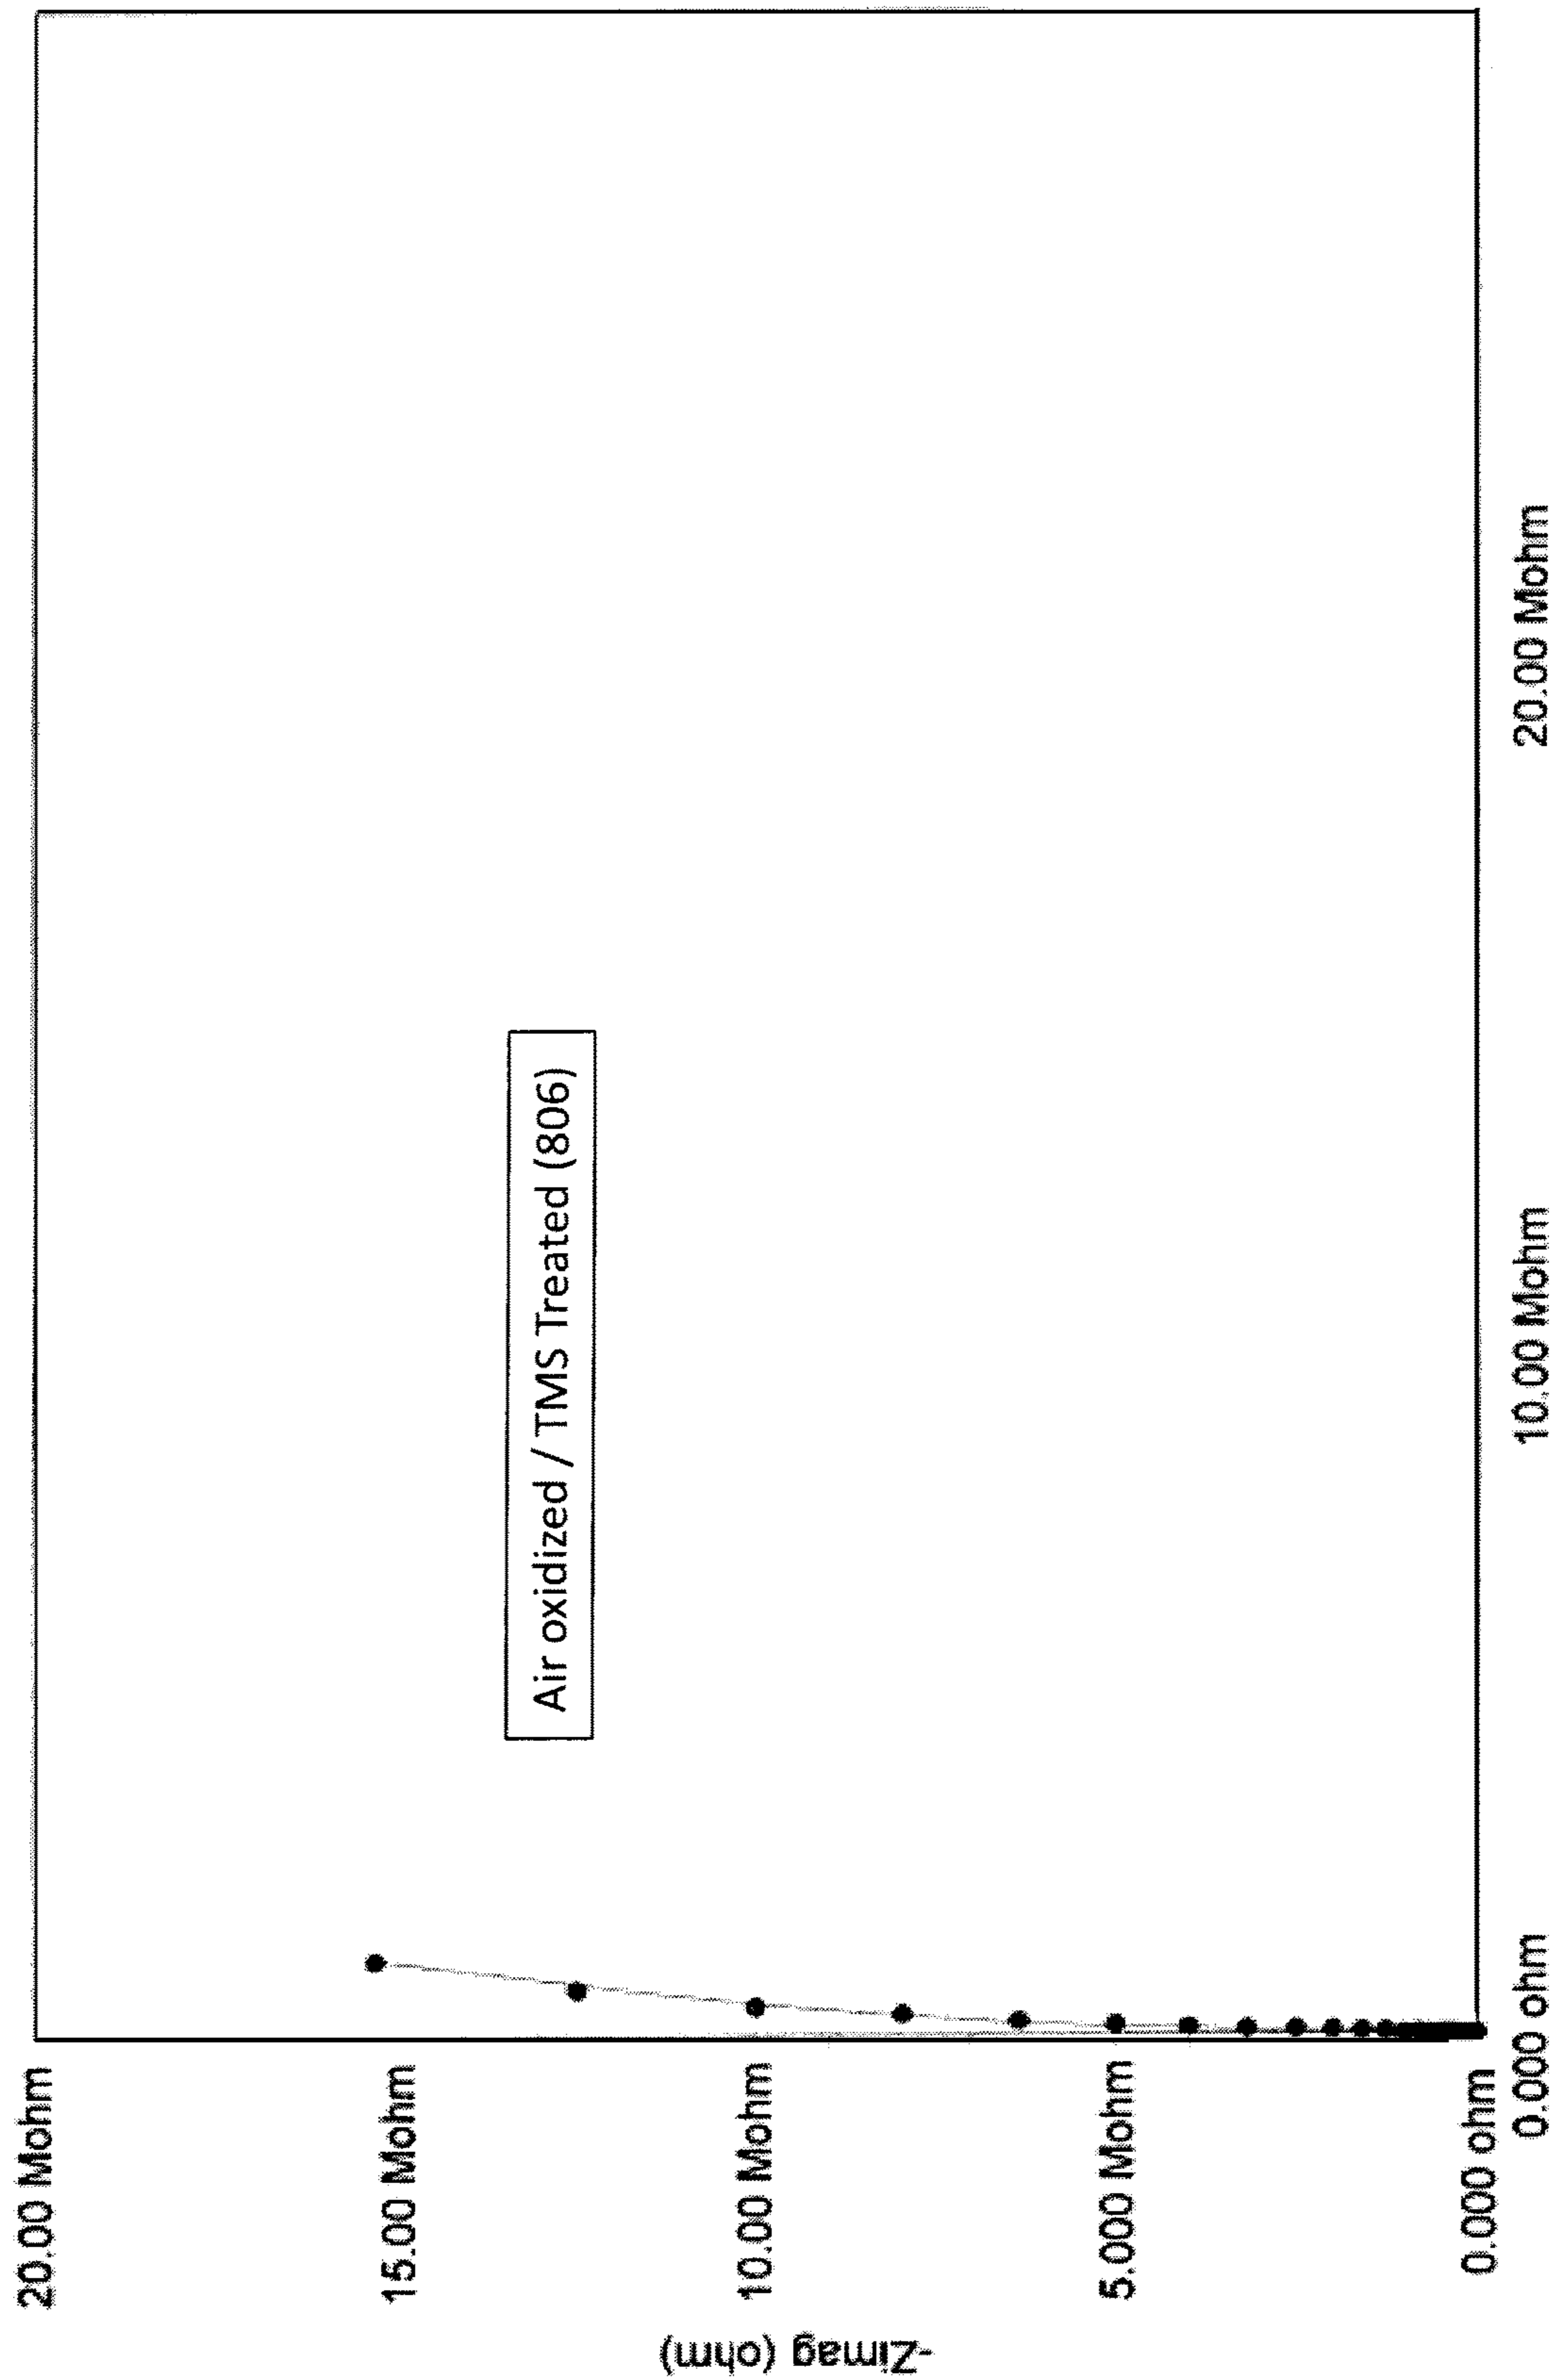 20.00 Mohm
15.00 Mohm
10.00 Mohm
5.000 Mohm
0.000 ohm
-Zimag (ohm)
Air oxidized / TMS Treated (806)
0.000 ohm
10.00 Mohm
20.00 Mohm